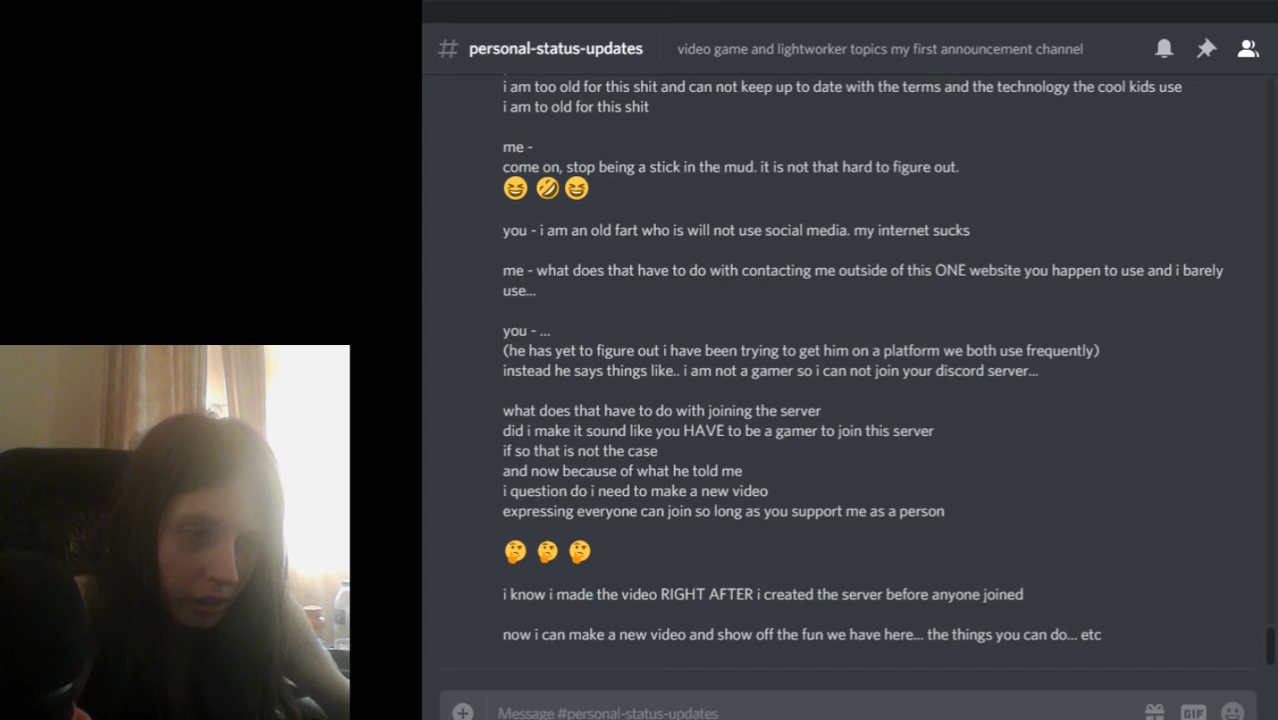 # personal-status-updates video game and lightworker topics my first announcement channel
i am too old for this shit and can not keep up to date with the terms and the technology the cool kids use
i am to old for this shit
me -
come on, stop being a stick in the mud. it is not that hard to figure out.
😆 🤣 😆
you - i am an old fart who is will not use social media. my internet sucks
me - what does that have to do with contacting me outside of this ONE website you happen to use and i barely
use...
you - ...
(he has yet to figure out i have been trying to get him on a platform we both use frequently)
instead he says things like.. i am not a gamer so i can not join your discord server...
what does that have to do with joining the server
did i make it sound like you HAVE to be a gamer to join this server
if so that is not the case
and now because of what he told me
i question do i need to make a new video
expressing everyone can join so long as you support me as a person
🤔 🤔 🤔
i know i made the video RIGHT AFTER i created the server before anyone joined
now i can make a new video and show off the fun we have here... the things you can do... etc
Message #personal-status-updates GIF